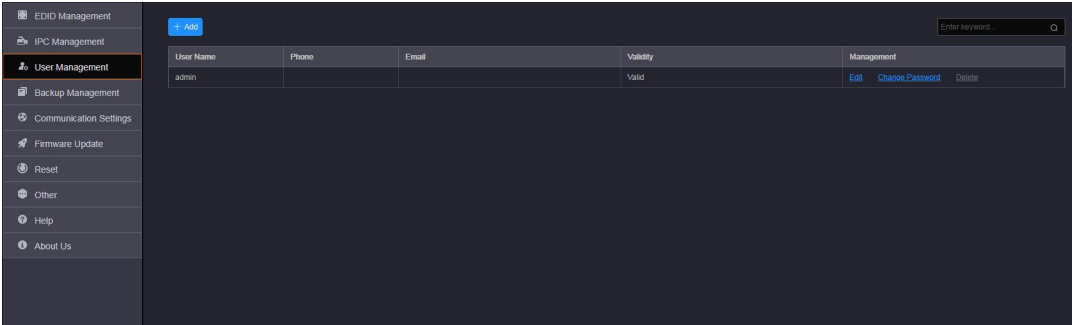 EDID Management
IPC Management
User Management
Backup Management
Communication Settings
Firmware Update
Reset
Other
Help
About Us
+ Add
Enter keyword...
User Name Phone Email Validity Management
admin Valid Edit Change Password Delete